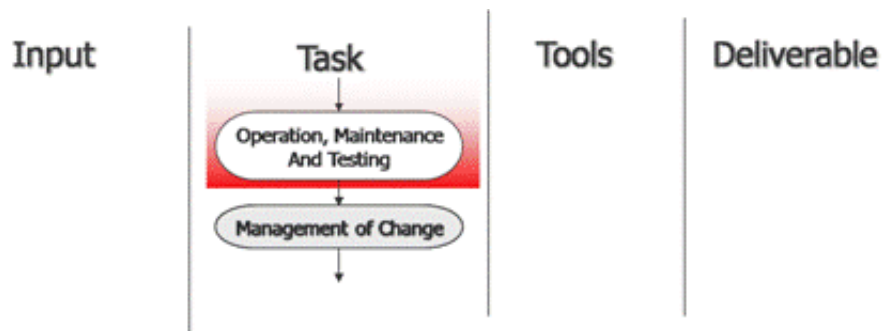 Input
Task
Tools
Deliverable
Operation, Maintenance
And Testing
Management of Change